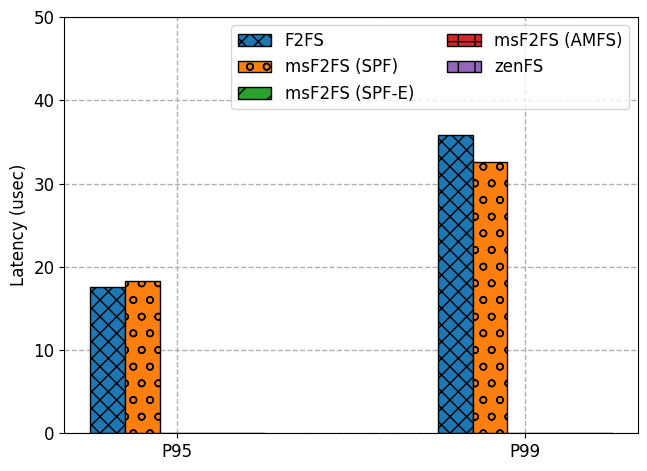 50
40
30
20
10
0
Latency (usec)
F2FS
msF2FS (SPF)
msF2FS (SPF-E)
msF2FS (AMFS)
zenFS
P95
P99